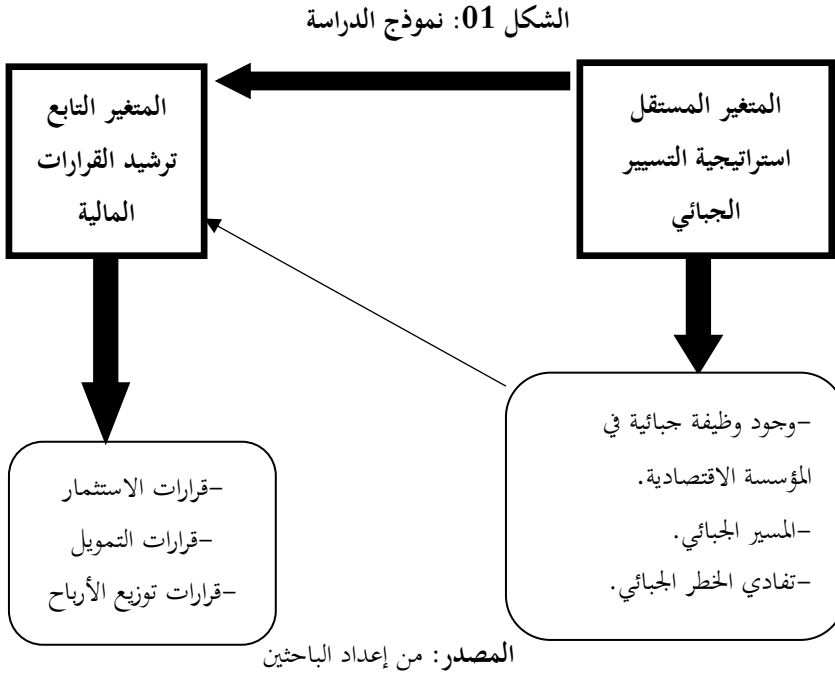 الشكل 01: نموذج الدراسة
المتغير المستقل
استراتيجية التسيير
الجبائي
المتغير التابع
ترشيد القرارات
المالية
-وجود وظيفة جبائية في
المؤسسة الاقتصادية.
-المسير الجبائي.
-تفادي الخطر الجبائي.
-قرارات الاستثمار
-قرارات التمويل
-قرارات توزيع الأرباح
المصدر: من إعداد الباحثين